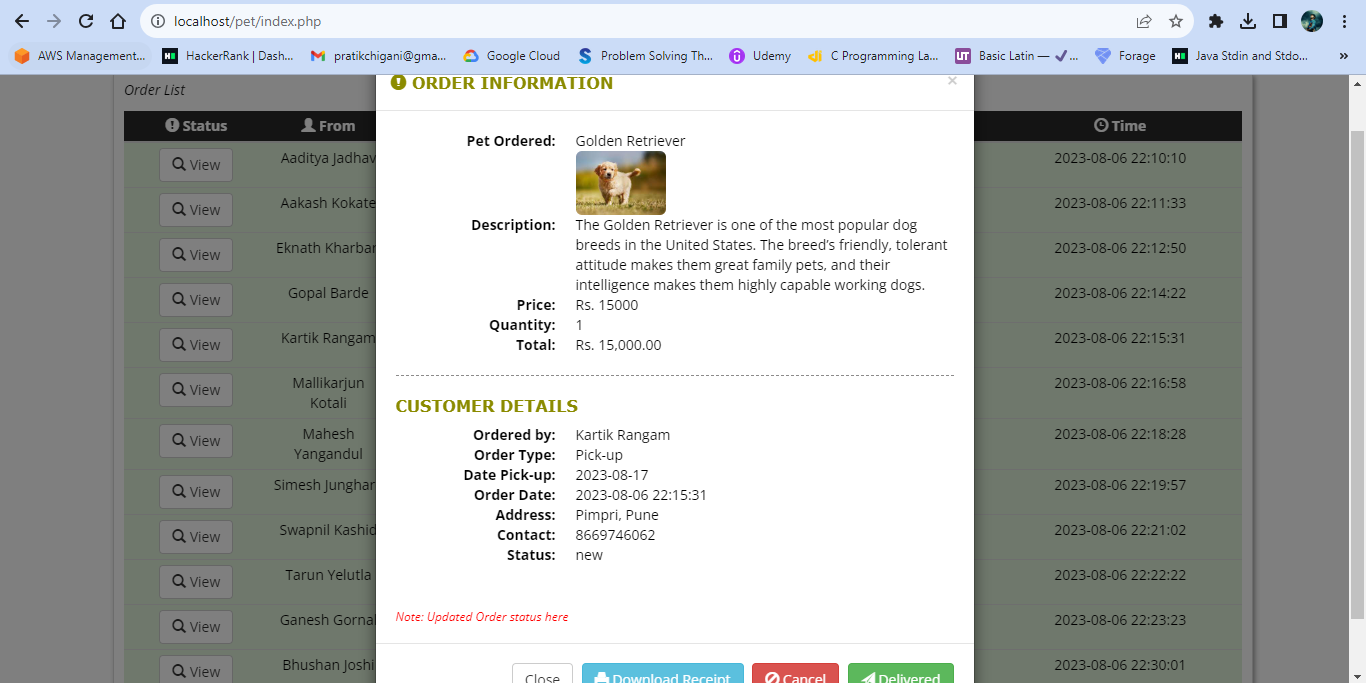 localhost/pet/index.php
AWS Management... HackerRank | Dash... pratikchigani@gma... Google Cloud Problem Solving Th... Udemy C Programming La... Basic Latin — ✓... Forage Java Stdin and Stdo... »
Order List
ORDER INFORMATION ×
Status From Time
Pet Ordered: Golden Retriever
Description: The Golden Retriever is one of the most popular dog
breeds in the United States. The breed’s friendly, tolerant
attitude makes them great family pets, and their
intelligence makes them highly capable working dogs.
Price: Rs. 15000
Quantity: 1
Total: Rs. 15,000.00
CUSTOMER DETAILS
Ordered by: Kartik Rangam
Order Type: Pick-up
Date Pick-up: 2023-08-17
Order Date: 2023-08-06 22:15:31
Address: Pimpri, Pune
Contact: 8669746062
Status: new
Note: Updated Order status here
Close Download Receipt Cancel Delivered
View Aaditya Jadhav 2023-08-06 22:10:10
View Aakash Kokate 2023-08-06 22:11:33
View Eknath Kharbar 2023-08-06 22:12:50
View Gopal Barde 2023-08-06 22:14:22
View Kartik Rangam 2023-08-06 22:15:31
View Mallikarjun 2023-08-06 22:16:58
Kotali
View Mahesh 2023-08-06 22:18:28
Yangandul
View Simesh Junghar 2023-08-06 22:19:57
View Swapnil Kashid 2023-08-06 22:21:02
View Tarun Yelutla 2023-08-06 22:22:22
View Ganesh Gornal 2023-08-06 22:23:23
View Bhushan Joshi 2023-08-06 22:30:01